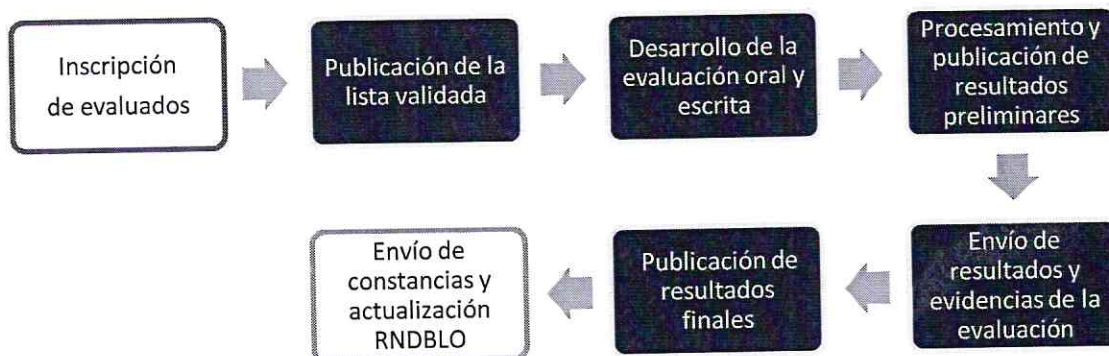 Inscripción
de evaluados
Publicación de la
lista validada
Desarrollo de la
evaluación oral y
escrita
Procesamiento y
publicación de
resultados
preliminares
Envío de
resultados y
evidencias de la
evaluación
Publicación de
resultados
finales
Envío de
constancias y
actualización
RNDBLO